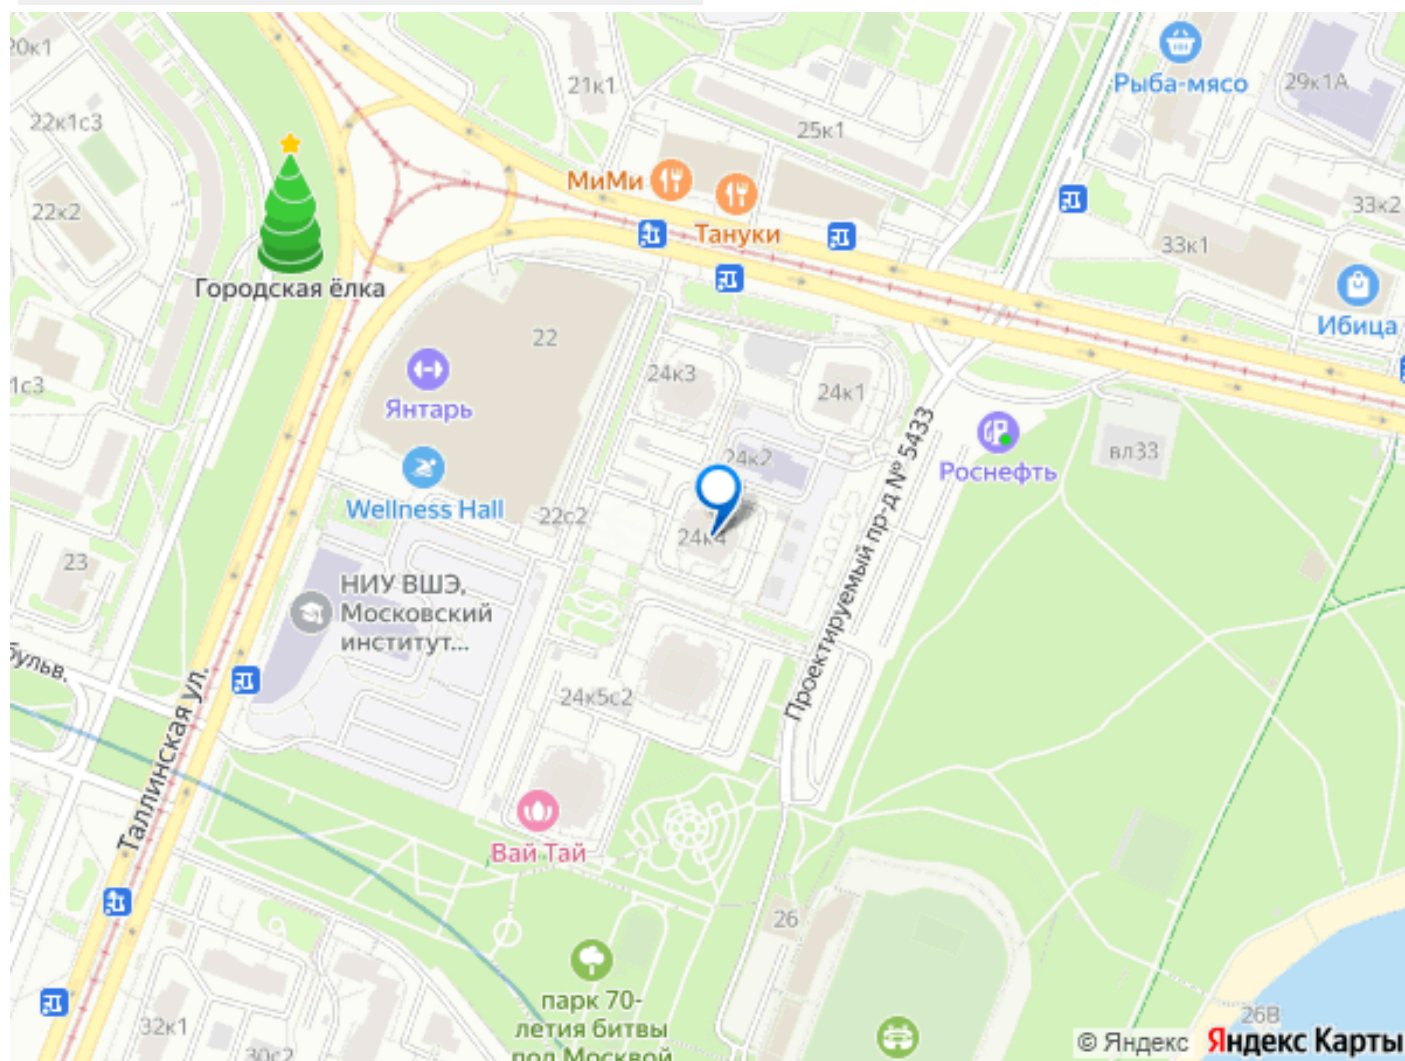 20к1
21к1
Рыба-мясо
29к1А
22к1с3
25к1
МиМи
22к2
Тануки
33к2
33к1
Городская ёлка
Ибица
22
24к3
24к1
1с3
Янтарь
24к2
вл33
Роснефть
Wellness Hall
22с2
24к4
Проектируемый пр-д № 5433
23
НИУ ВШЭ,
Московский
институт...
бульв.
24к5с2
Таллинская ул.
Вай Тай
26
парк 70-
летия битвы
под Москвой
32к1
30с2
26В
© Яндекс Яндекс Карты